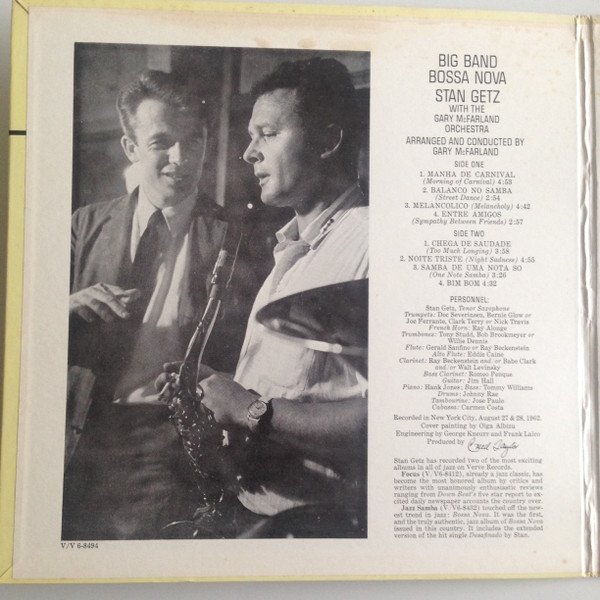 BIG BAND
BOSSA NOVA
STAN GETZ
WITH THE
GARY McFARLAND
ORCHESTRA
ARRANGED AND CONDUCTED BY
GARY McFARLAND
SIDE ONE
1. MANHA DE CARNIVAL
(Morning of Carnival) 4:53
2. BALANCO NO SAMBA
(Street Dance) 2:54
3. MELANCOLICO (Melancholy) 4:42
4. ENTRE AMIGOS
(Sympathy Between Friends) 2:57
SIDE TWO
1. CHEGA DE SAUDADE
(Too Much Longing) 3:58
2. NOITE TRISTE (Night Sadness) 4:55
3. SAMBA DE UMA NOTA SO
(One Note Samba) 3:26
4. BIM BOM 4:32
PERSONNEL:
Stan Getz, Tenor Saxophone
Trumpets: Doc Severinsen, Bernie Glow or
Joe Ferrante, Clark Terry or Nick Travis
French Horn: Ray Alonge
Trombones: Tony Studd, Bob Brookmeyer or
Willie Dennis
Flute: Gerald Sanfino or Ray Beckenstein
Alto Flute: Eddie Caine
Clarinet: Ray Beckenstein and/or Babe Clark
and/or Walt Levinsky
Bass Clarinet: Romeo Penque
Guitar: Jim Hall
Piano: Hank Jones; Bass: Tommy Williams
Drums: Johnny Rae
Tambourine: Jose Paulo
Cabassa: Carmen Costa
Recorded in New York City, August 27 & 28, 1962.
Cover painting by Olga Albizu
Engineering by George Kneurr and Frank Laico
Produced by Creed Taylor
Stan Getz has recorded two of the most exciting
albums in all of jazz on Verve Records.
Focus (V/V6-8412), already a jazz classic, has
become the most honored album by critics and
writers with unanimously enthusiastic reviews
ranging from Down Beat's five star report to ex-
cited daily newspaper accounts the country over.
Jazz Samba (V/V6-8432) touched off the new-
est trend in jazz: Bossa Nova. It was the first,
and the truly authentic, jazz album of Bossa Nova
issued in this country. It includes the extended
version of the hit single Desafinado by Stan.
V/V 6-8494